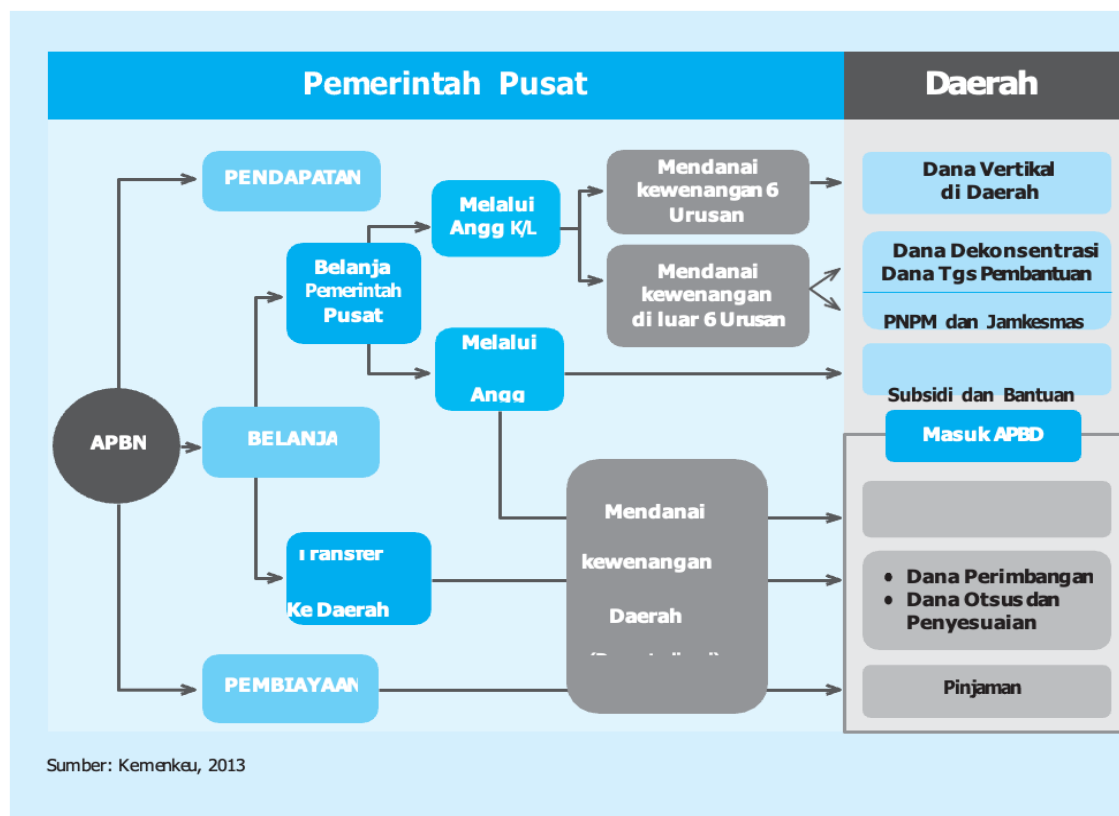 Pemerintah Pusat
Daerah
PENDAPATAN
Melalui
Angg K/L
Mendanai
kewenangan 6
Urusan
Dana Vertikal
di Daerah
Belanja
Pemerintah
Pusat
Mendanai
kewenangan
di luar 6 Urusan
Dana Dekonsentrasi
Dana Tgs Pembantuan
PNPM dan Jamkesmas
Melalui
Angg
Subsidi dan Bantuan
APBN
BELANJA
Masuk APBD
Mendanai
kewenangan
Daerah
Transfer
Ke Daerah
• Dana Perimbangan
• Dana Otsus dan
Penyesuaian
PEMBIAYAAN
Pinjaman
Sumber: Kemenkeu, 2013